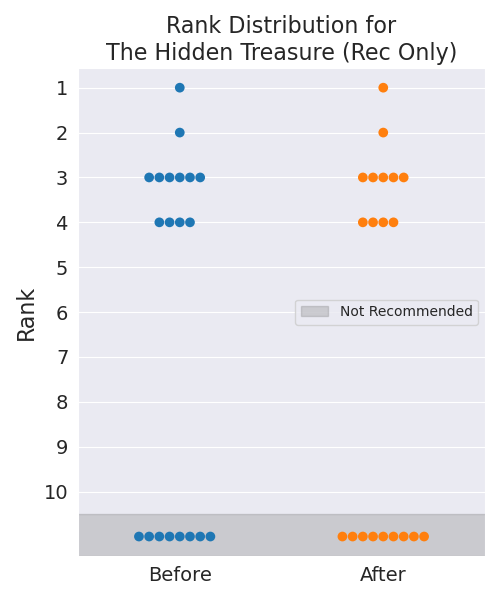 Rank Distribution for
The Hidden Treasure (Rec Only)
Rank
1
2
3
4
5
6
7
8
9
10
Not Recommended
Before
After